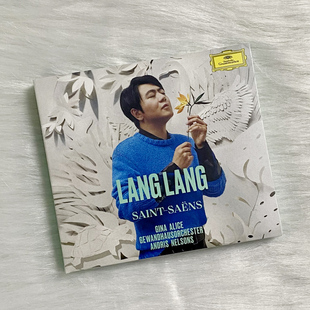 LANG LANG
SAINT-SAËNS
GINA ALICE
GEWANDHAUSORCHESTER
ANDRIS NELSONS